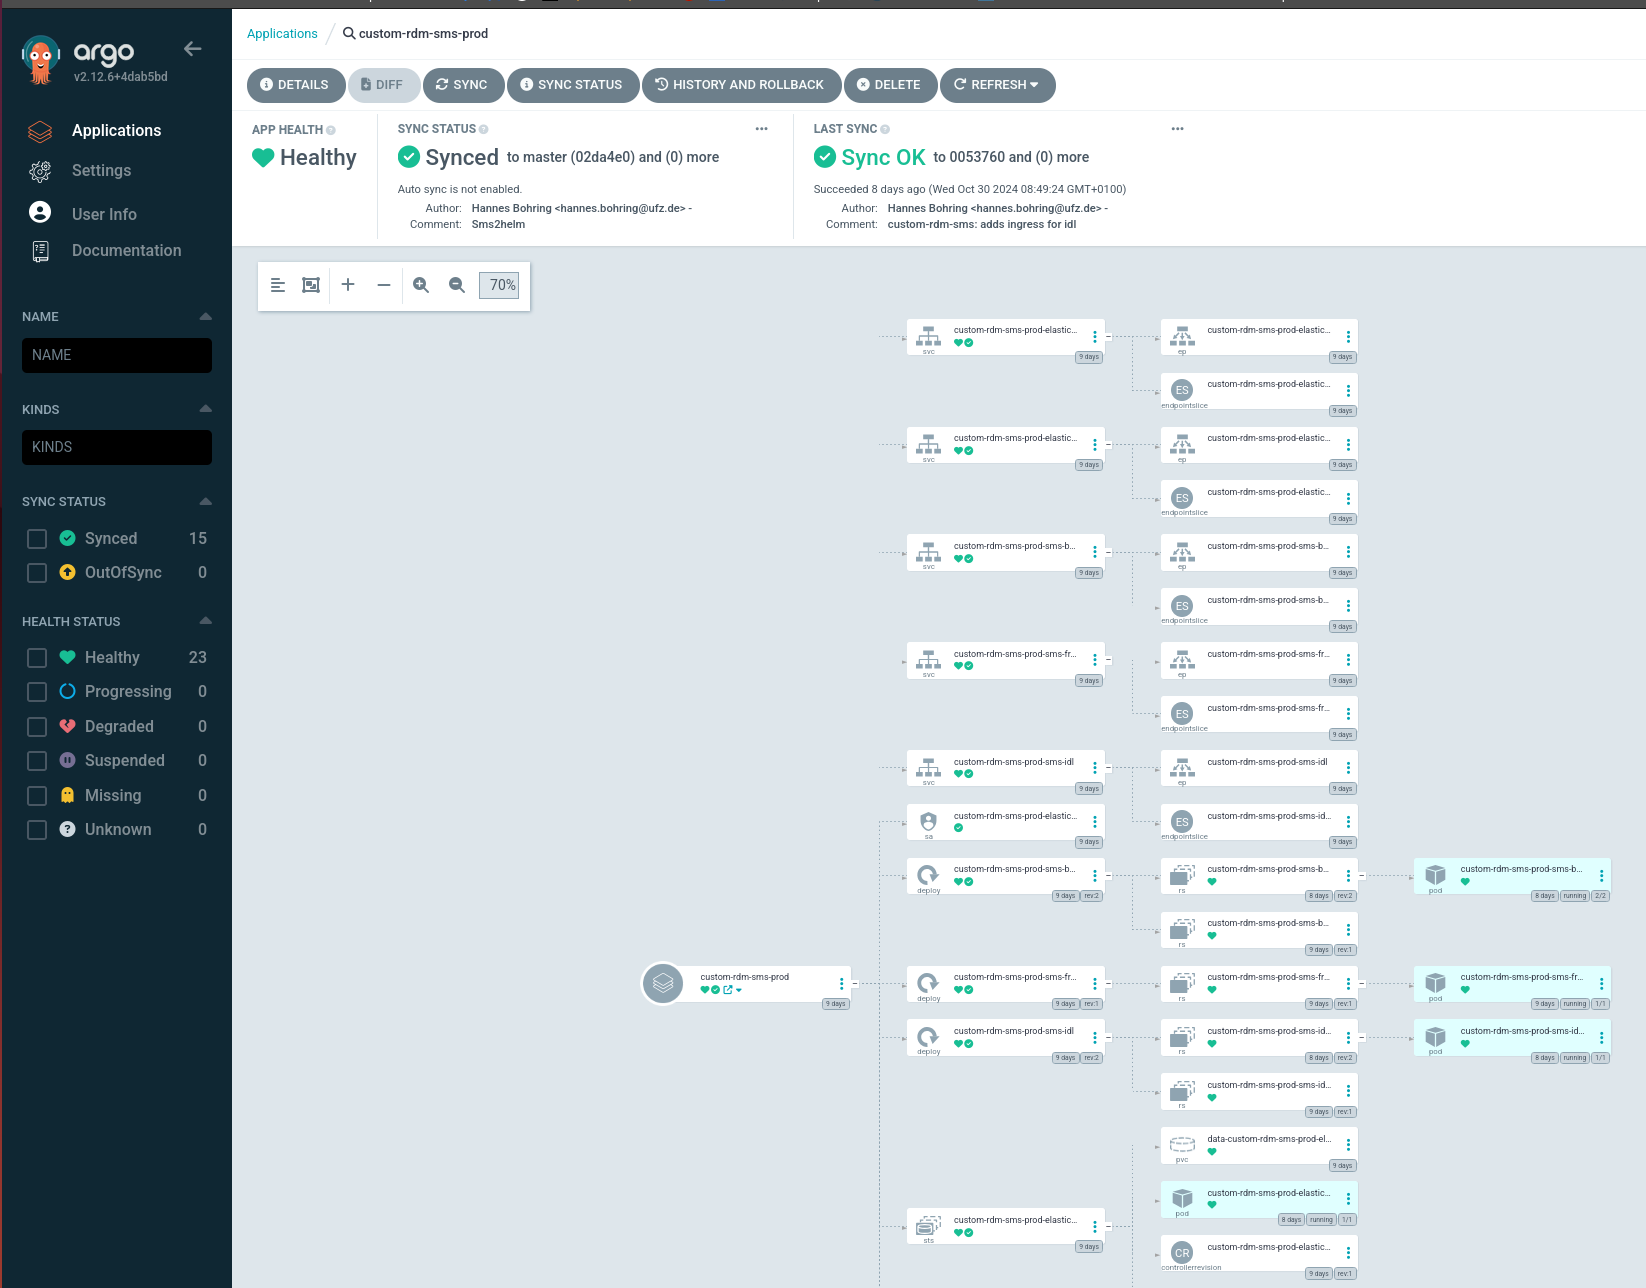 argo
v2.12.6+4dab5bd
Applications
Settings
User Info
Documentation
NAME
NAME
KINDS
KINDS
SYNC STATUS
Synced 15
OutOfSync 0
HEALTH STATUS
Healthy 23
Progressing 0
Degraded 0
Suspended 0
Missing 0
Unknown 0
Applications / custom-rdm-sms-prod
DETAILS DIFF SYNC SYNC STATUS HISTORY AND ROLLBACK DELETE REFRESH
APP HEALTH
Healthy
SYNC STATUS
Synced to master (02da4e0) and (0) more
Auto sync is not enabled.
Author: Hannes Bohring <hannes.bohring@ufz.de> -
Comment: Sms2helm
LAST SYNC
Sync OK to 0053760 and (0) more
Succeeded 8 days ago (Wed Oct 30 2024 08:49:24 GMT+0100)
Author: Hannes Bohring <hannes.bohring@ufz.de> -
Comment: custom-rdm-sms: adds ingress for idl
70%
custom-rdm-sms-prod-elastic... custom-rdm-sms-prod-elastic...
svc 9 days ep 9 days
custom-rdm-sms-prod-elastic...
ES
endpointslice 9 days
custom-rdm-sms-prod-elastic... custom-rdm-sms-prod-elastic...
svc 9 days ep 9 days
custom-rdm-sms-prod-elastic...
ES
endpointslice 9 days
custom-rdm-sms-prod-sms-b... custom-rdm-sms-prod-sms-b...
svc 9 days ep 9 days
custom-rdm-sms-prod-sms-b...
ES
endpointslice 9 days
custom-rdm-sms-prod-sms-fr... custom-rdm-sms-prod-sms-fr...
svc 9 days ep 9 days
custom-rdm-sms-prod-sms-fr...
ES
endpointslice 9 days
custom-rdm-sms-prod-sms-idl custom-rdm-sms-prod-sms-idl
svc 9 days ep 9 days
custom-rdm-sms-prod-elastic... custom-rdm-sms-prod-sms-id...
ES
sa 9 days endpointslice 9 days
custom-rdm-sms-prod-sms-b... custom-rdm-sms-prod-sms-b... custom-rdm-sms-prod-sms-b...
deploy 9 days rev:2 rs 8 days rev:2 pod 8 days running 2/2
custom-rdm-sms-prod-sms-b...
rs 9 days rev:1
custom-rdm-sms-prod custom-rdm-sms-prod-sms-fr... custom-rdm-sms-prod-sms-fr... custom-rdm-sms-prod-sms-fr...
9 days deploy 9 days rev:1 rs 9 days rev:1 pod 9 days running 1/1
custom-rdm-sms-prod-sms-idl custom-rdm-sms-prod-sms-id... custom-rdm-sms-prod-sms-id...
deploy 9 days rev:2 rs 8 days rev:2 pod 8 days running 1/1
custom-rdm-sms-prod-sms-id...
rs 9 days rev:1
data-custom-rdm-sms-prod-el...
pvc 9 days
custom-rdm-sms-prod-elastic...
pod 8 days running 1/1
custom-rdm-sms-prod-elastic...
sts 9 days
custom-rdm-sms-prod-elastic...
CR
controllerrevision 9 days rev:1